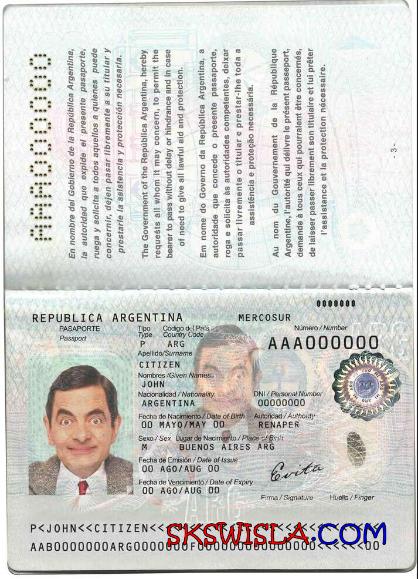 AAA000000
En nombre del Gobierno de la República Argentina,
la autoridad que expide el presente pasaporte,
ruega y solicita a todos aquellos a quienes puede
concernir, dejen pasar libremente a su titular y
prestarle la asistencia y protección necesaria.
The Government of the República Argentina, hereby
requests all whom it may concern, to permit the
bearer to pass without delay or hindrance and in case
of need to give all lawful aid and protection.
Em nome do Governo da República Argentina, a
autoridade que concede o presente passaporte,
roga e solicita às autoridades competentes, deixar
passar livremente o titular e prestar-lhe toda a
assistência e proteção necessária.
Au nom du Gouvernement de la République
Argentine, l'autorité qui délivre le présent passeport,
demande à tous ceux qui pourraient être concernés,
de laisser passer librement son titulaire et lui prêter
l'assistance et la protection nécessaire.
- 3 -
0000000
REPUBLICA ARGENTINA MERCOSUR
PASAPORTE Tipo Código del País Número / Number
Passport Type Country Code
P ARG AAA000000
Apellido/Surname
CITIZEN
Nombres /Given Names
JOHN
Nacionalidad / Nationality DNI / Personal Number
ARGENTINA 00000000
Fecha de Nacimiento / Date of Birth Autoridad / Authority
00 MAYO/MAY 00 RENAPER
Sexo / Sex Lugar de Nacimiento / Place of Birth
M BUENOS AIRES ARG
Fecha de Emisión / Date of Issue
00 AGO/AUG 00
Evita
Fecha de Vencimiento / Date of Expiry Firma / Signature Huella / Finger
00 AGO/AUG 00
ARG
P<JOHN<<CITIZEN<<
SKSWISLA.COM